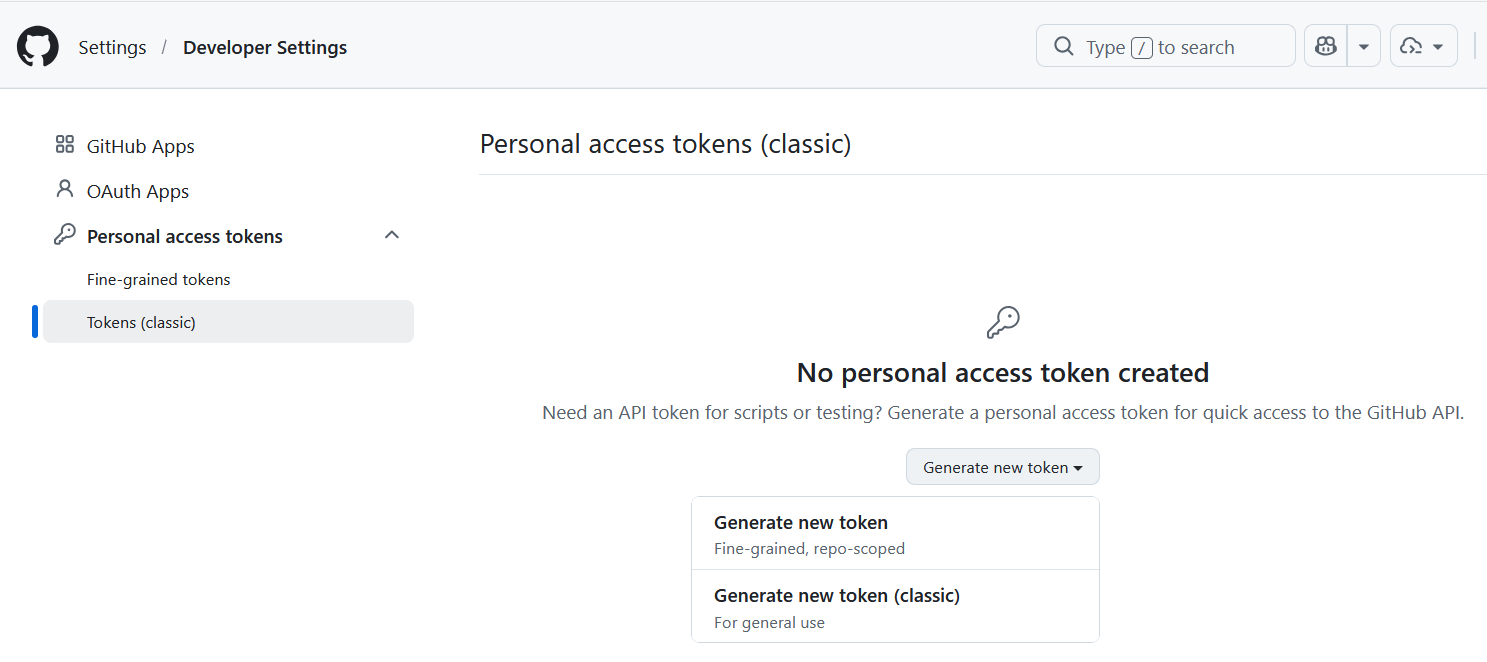 Settings / Developer Settings
Type / to search
GitHub Apps
OAuth Apps
Personal access tokens
Fine-grained tokens
Tokens (classic)
Personal access tokens (classic)
No personal access token created
Need an API token for scripts or testing? Generate a personal access token for quick access to the GitHub API.
Generate new token
Generate new token
Fine-grained, repo-scoped
Generate new token (classic)
For general use